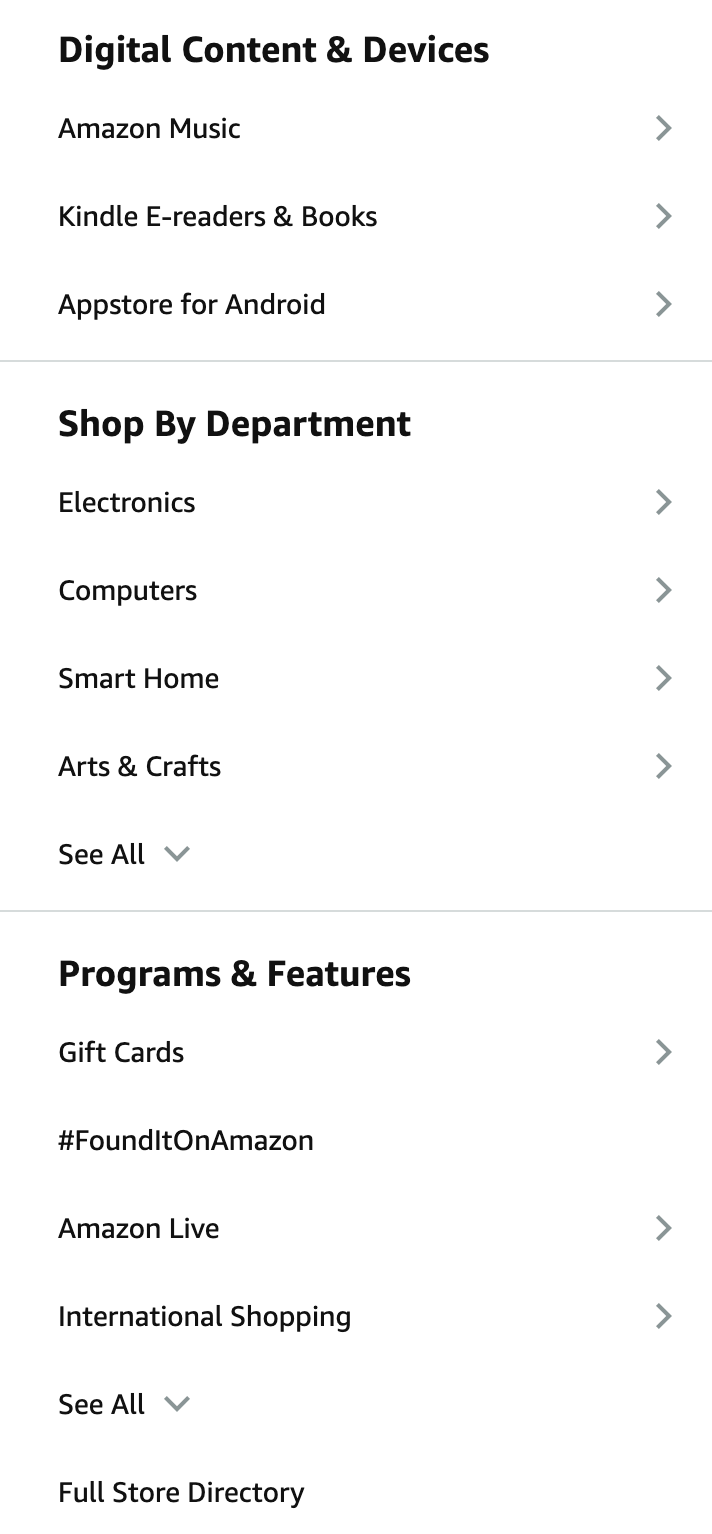 Digital Content & Devices
Amazon Music
Kindle E-readers & Books
Appstore for Android
Shop By Department
Electronics
Computers
Smart Home
Arts & Crafts
See All
Programs & Features
Gift Cards
#FoundItOnAmazon
Amazon Live
International Shopping
See All
Full Store Directory